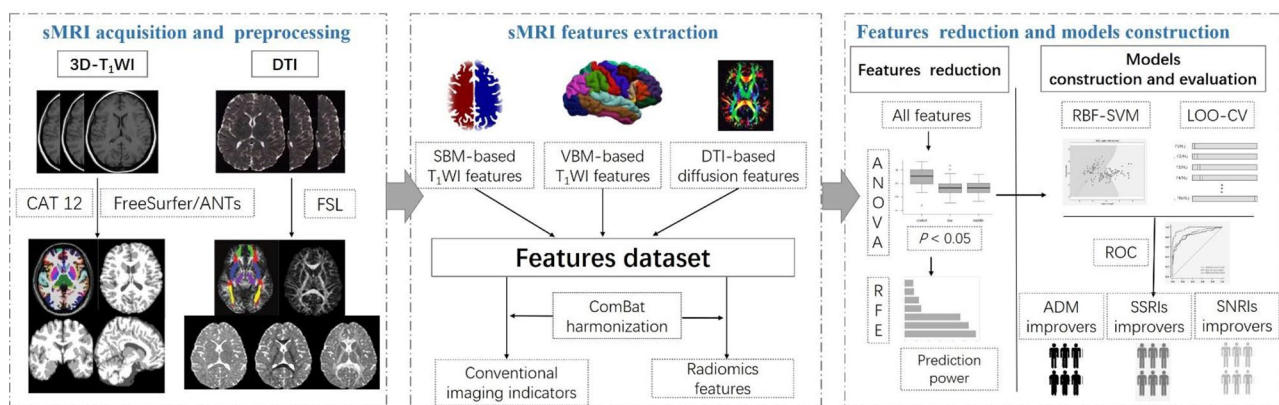 sMRI acquisition and preprocessing
3D-T₁WI
DTI
CAT 12
FreeSurfer/ANTs
FSL
sMRI features extraction
SBM-based
T₁WI features
VBM-based
T₁WI features
DTI-based
diffusion features
Features dataset
ComBat
harmonization
Conventional
imaging indicators
Radiomics
features
Features reduction and models construction
Features reduction
All features
A
N
O
V
A
P < 0.05
R
F
E
Prediction
power
Models
construction and evaluation
RBF-SVM
LOO-CV
ROC
ADM
improvers
SSRIs
improvers
SNRIs
improvers